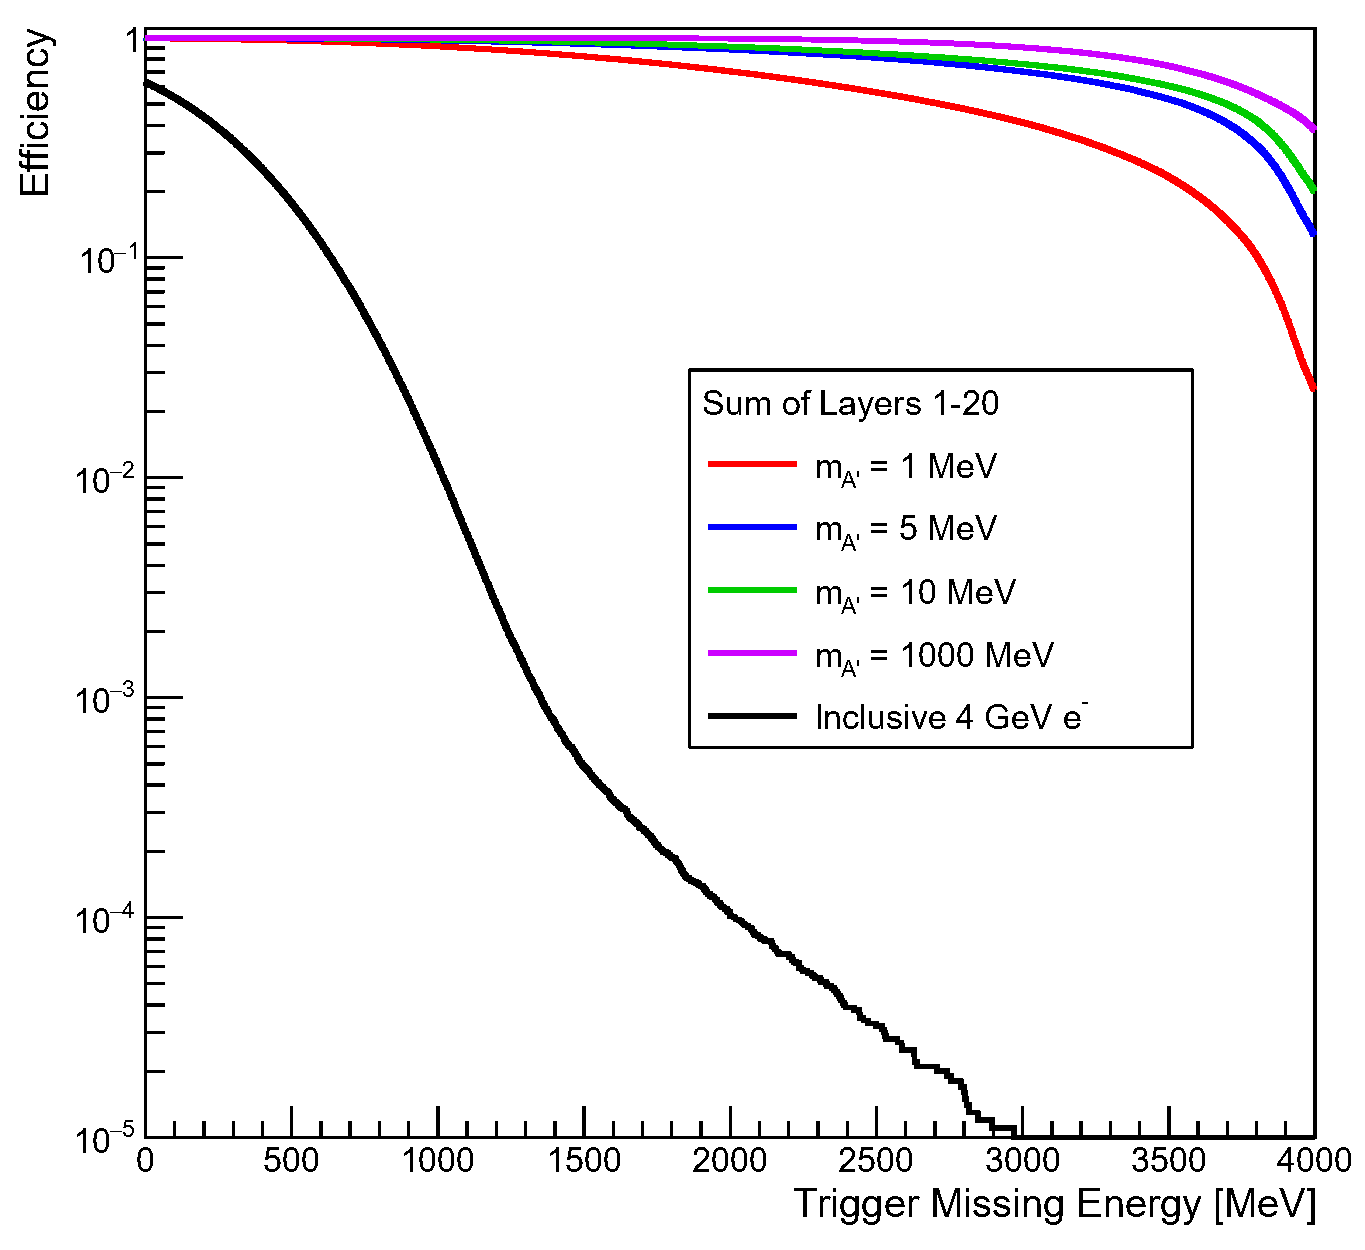 Efficiency
1
10⁻¹
10⁻²
10⁻³
10⁻⁴
10⁻⁵
Sum of Layers 1-20
m_A' = 1 MeV
m_A' = 5 MeV
m_A' = 10 MeV
m_A' = 1000 MeV
Inclusive 4 GeV e⁻
0 500 1000 1500 2000 2500 3000 3500 4000
Trigger Missing Energy [MeV]